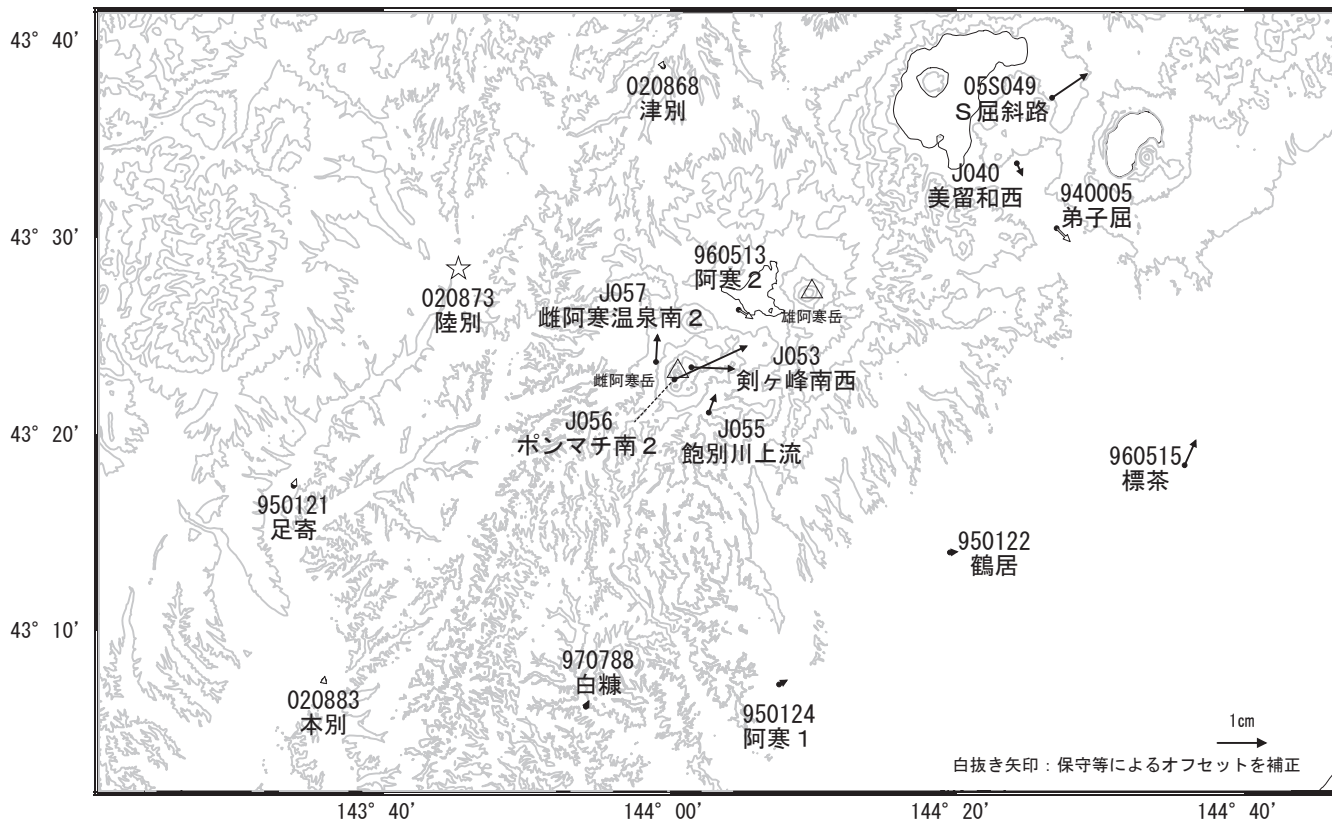 43° 40'
020868
津別
05S049
S屈斜路
J040
美留和西
940005
弟子屈
43° 30'
960513
阿寒2
020873
陸別
J057
雌阿寒温泉南2
雄阿寒岳
J053
剣ヶ峰南西
雌阿寒岳
43° 20'
J056
ポンマチ南2
J055
飽別川上流
960515
標茶
950121
足寄
950122
鶴居
43° 10'
970788
白糠
020883
本別
950124
阿寒1
1cm
白抜き矢印：保守等によるオフセットを補正
143° 40'
144° 00'
144° 20'
144° 40'